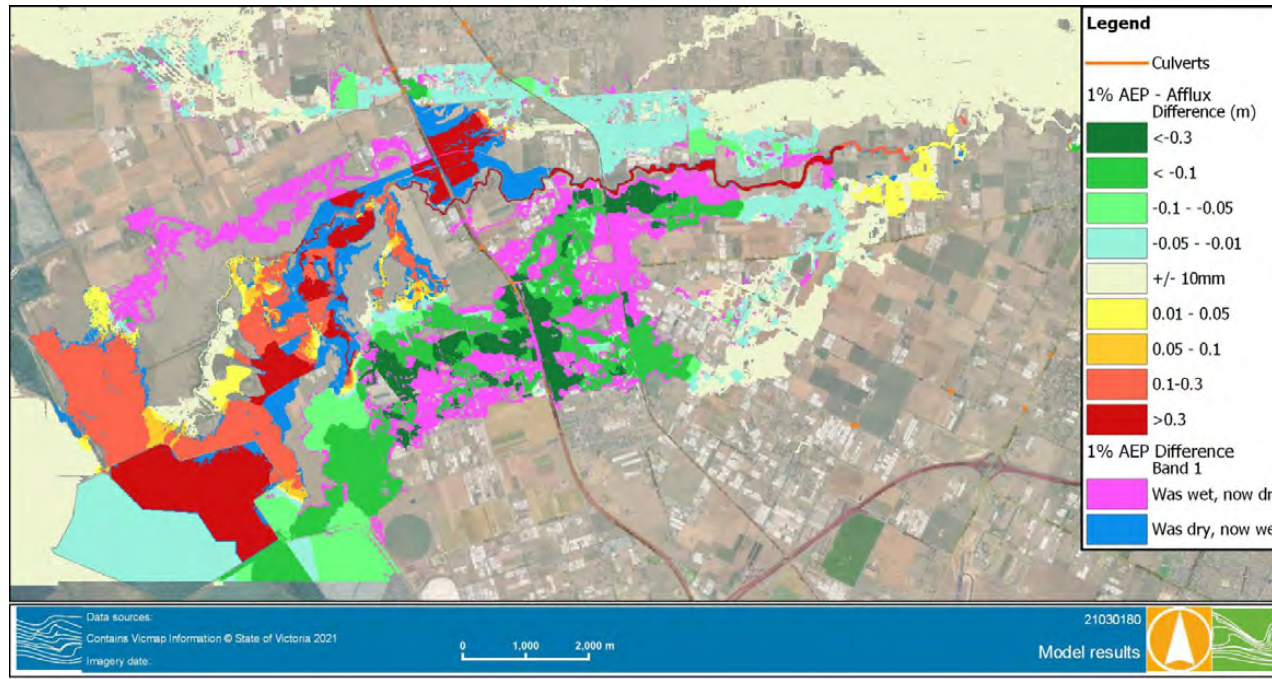 Legend
Culverts
1% AEP - Afflux
Difference (m)
<-0.3
< -0.1
-0.1 - -0.05
-0.05 - -0.01
+/- 10mm
0.01 - 0.05
0.05 - 0.1
0.1-0.3
>0.3
1% AEP Difference
Band 1
Was wet, now dr
Was dry, now we
Data sources:
Contains Vicmap Information © State of Victoria 2021
Imagery date:
0 1,000 2,000 m
21030180
Model results